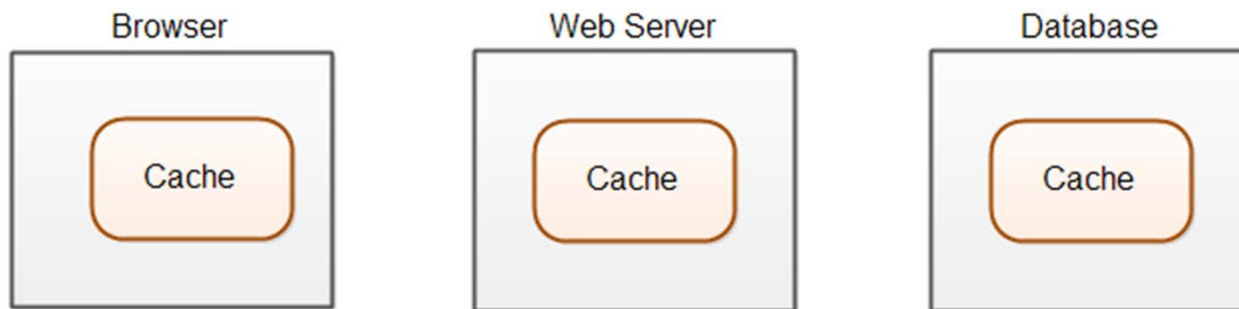 Browser
Web Server
Database
Cache
Cache
Cache